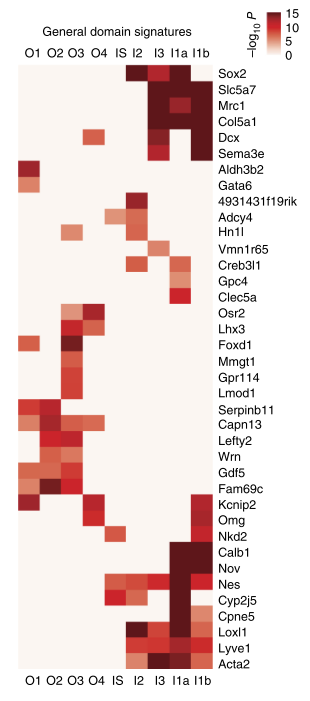 General domain signatures
−log10 P
15
10
5
0
O1 O2 O3 O4 IS I2 I3 I1a I1b
Sox2
Slc5a7
Mrc1
Col5a1
Dcx
Sema3e
Aldh3b2
Gata6
4931431f19rik
Adcy4
Hn1l
Vmn1r65
Creb3l1
Gpc4
Clec5a
Osr2
Lhx3
Foxd1
Mmgt1
Gpr114
Lmod1
Serpinb11
Capn13
Lefty2
Wrn
Gdf5
Fam69c
Kcnip2
Omg
Nkd2
Calb1
Nov
Nes
Cyp2j5
Cpne5
Loxl1
Lyve1
Acta2
O1 O2 O3 O4 IS I2 I3 I1a I1b